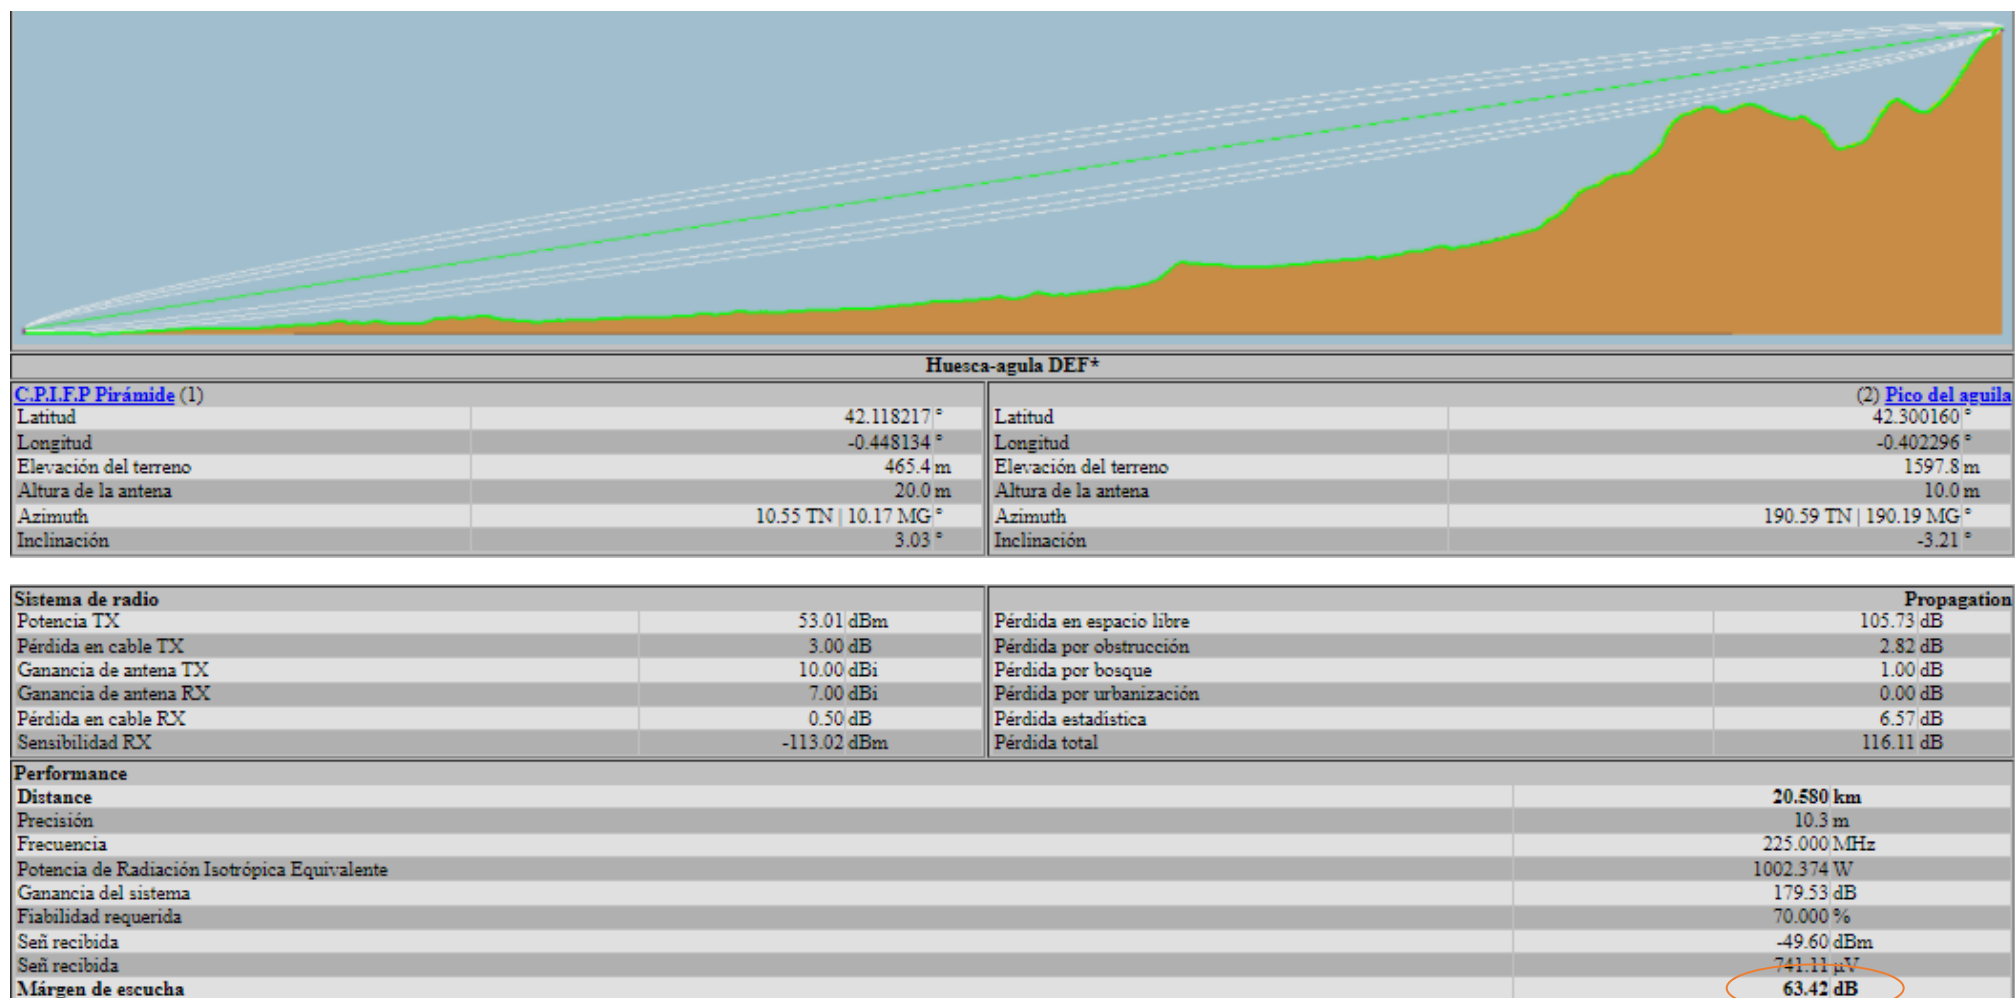 Huesca-agula DEF*
C.P.I.F.P Pirámide (1)
Latitud 42.118217 °
Longitud -0.448134 °
Elevación del terreno 465.4 m
Altura de la antena 20.0 m
Azimuth 10.55 TN | 10.17 MG °
Inclinación 3.03 °
(2) Pico del aguila
Latitud 42.300160 °
Longitud -0.402296 °
Elevación del terreno 1597.8 m
Altura de la antena 10.0 m
Azimuth 190.59 TN | 190.19 MG °
Inclinación -3.21 °
Sistema de radio
Potencia TX 53.01 dBm
Pérdida en cable TX 3.00 dB
Ganancia de antena TX 10.00 dBi
Ganancia de antena RX 7.00 dBi
Pérdida en cable RX 0.50 dB
Sensibilidad RX -113.02 dBm
Propagation
Pérdida en espacio libre 105.73 dB
Pérdida por obstrucción 2.82 dB
Pérdida por bosque 1.00 dB
Pérdida por urbanización 0.00 dB
Pérdida estadística 6.57 dB
Pérdida total 116.11 dB
Performance
Distance 20.580 km
Precisión 10.3 m
Frecuencia 225.000 MHz
Potencia de Radiación Isotrópica Equivalente 1002.374 W
Ganancia del sistema 179.53 dB
Fiabilidad requerida 70.000 %
Señ recibida -49.60 dBm
Señ recibida 741.11 µV
Márgen de escucha 63.42 dB